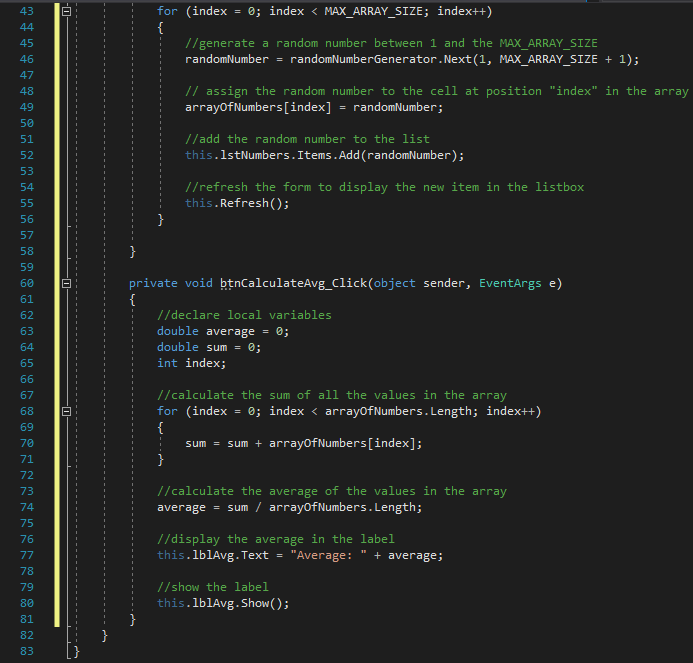 43 for (index = 0; index < MAX_ARRAY_SIZE; index++)
44 {
45 //generate a random number between 1 and the MAX_ARRAY_SIZE
46 randomNumber = randomNumberGenerator.Next(1, MAX_ARRAY_SIZE + 1);
47
48 // assign the random number to the cell at position "index" in the array
49 arrayOfNumbers[index] = randomNumber;
50
51 //add the random number to the list
52 this.lstNumbers.Items.Add(randomNumber);
53
54 //refresh the form to display the new item in the listbox
55 this.Refresh();
56 }
57
58 }
59
60 private void btnCalculateAvg_Click(object sender, EventArgs e)
61 {
62 //declare local variables
63 double average = 0;
64 double sum = 0;
65 int index;
66
67 //calculate the sum of all the values in the array
68 for (index = 0; index < arrayOfNumbers.Length; index++)
69 {
70 sum = sum + arrayOfNumbers[index];
71 }
72
73 //calculate the average of the values in the array
74 average = sum / arrayOfNumbers.Length;
75
76 //display the average in the label
77 this.lblAvg.Text = "Average: " + average;
78
79 //show the label
80 this.lblAvg.Show();
81 }
82 }
83 }